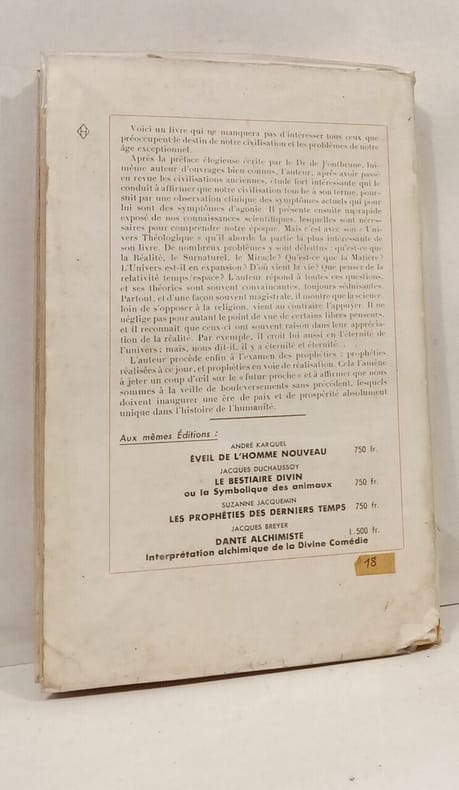 Voici un livre qui ne manquera pas d'intéresser tous ceux que
préoccupent le destin de notre civilisation et les problèmes de notre
âge exceptionnel.
Après la préface élogieuse écrite par le Dr de Fontbenne, lui-
même auteur d'ouvrages bien connus, l'auteur, après avoir passé
en revue les civilisations anciennes, étude fort intéressante qui le
conduit à affirmer que notre civilisation touche à son terme, pour-
suit par une observation clinique des symptômes actuels qui pour
lui sont des symptômes d'agonie. Il présente ensuite un rapide
exposé de nos connaissances scientifiques, lesquelles sont néces-
saires pour comprendre notre époque. Mais c'est avec son « Uni-
vers Théologique » qu'il aborde la partie la plus intéressante de
son livre. De nombreux problèmes y sont débattus : qu'est-ce que
la Réalité, le Surnaturel, le Miracle? Qu'est-ce que la Matière?
L'Univers est-il en expansion? D'où vient la vie? Que penser de la
relativité temps/espace? L'auteur répond à toutes ces questions,
et ses théories sont souvent convaincantes, toujours séduisantes.
Partout, et d'une façon souvent magistrale, il montre que la science,
loin de s'opposer à la religion, vient au contraire l'appuyer. Il ne
néglige pas pour autant le point de vue de certains libres penseurs,
et il reconnaît que ceux-ci ont souvent raison dans leur apprécia-
tion de la réalité. Par exemple, il croit lui aussi en l'éternité de
l'univers ; mais, nous dit-il, il y a éternité et éternité...
L'auteur procède enfin à l'examen des prophéties : prophéties
réalisées à ce jour, et prophéties en voie de réalisation. Cela l'amène
à jeter un coup d'œil sur le « futur proche » et à affirmer que nous
sommes à la veille de bouleversements sans précédent, lesquels
doivent inaugurer une ère de paix et de prospérité absolument
unique dans l'histoire de l'humanité.
Aux mêmes Éditions :
ANDRÉ KARQUEL
ÉVEIL DE L'HOMME NOUVEAU 750 fr.
JACQUES DUCHAUSSOY
LE BESTIAIRE DIVIN
ou la Symbolique des animaux 750 fr.
SUZANNE JACQUEMIN
LES PROPHÉTIES DES DERNIERS TEMPS 750 fr.
JACQUES BREYER
DANTE ALCHIMISTE 1.500 fr.
Interprétation alchimique de la Divine Comédie
18